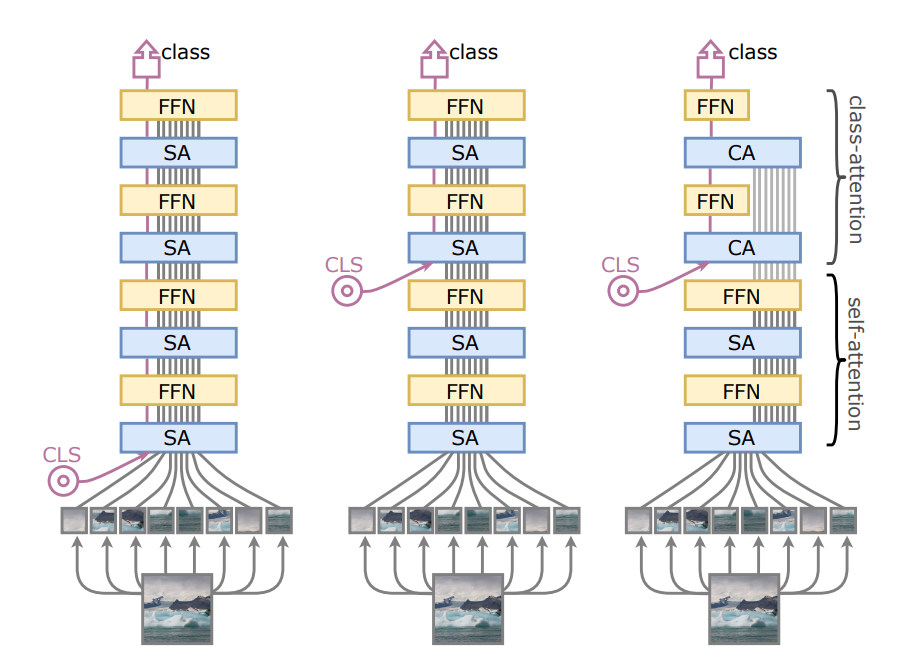 class
FFN
SA
FFN
SA
FFN
SA
FFN
SA
CLS
class
FFN
SA
FFN
SA
CLS
FFN
SA
FFN
SA
class
FFN
CA
FFN
CA
CLS
FFN
SA
FFN
SA
class-attention
self-attention